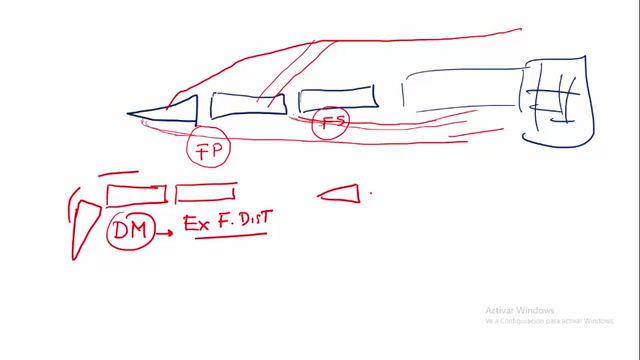 FS
FP
DM → Ex F. DIST
Activar Windows
Ve a Configuración para activar Windows.